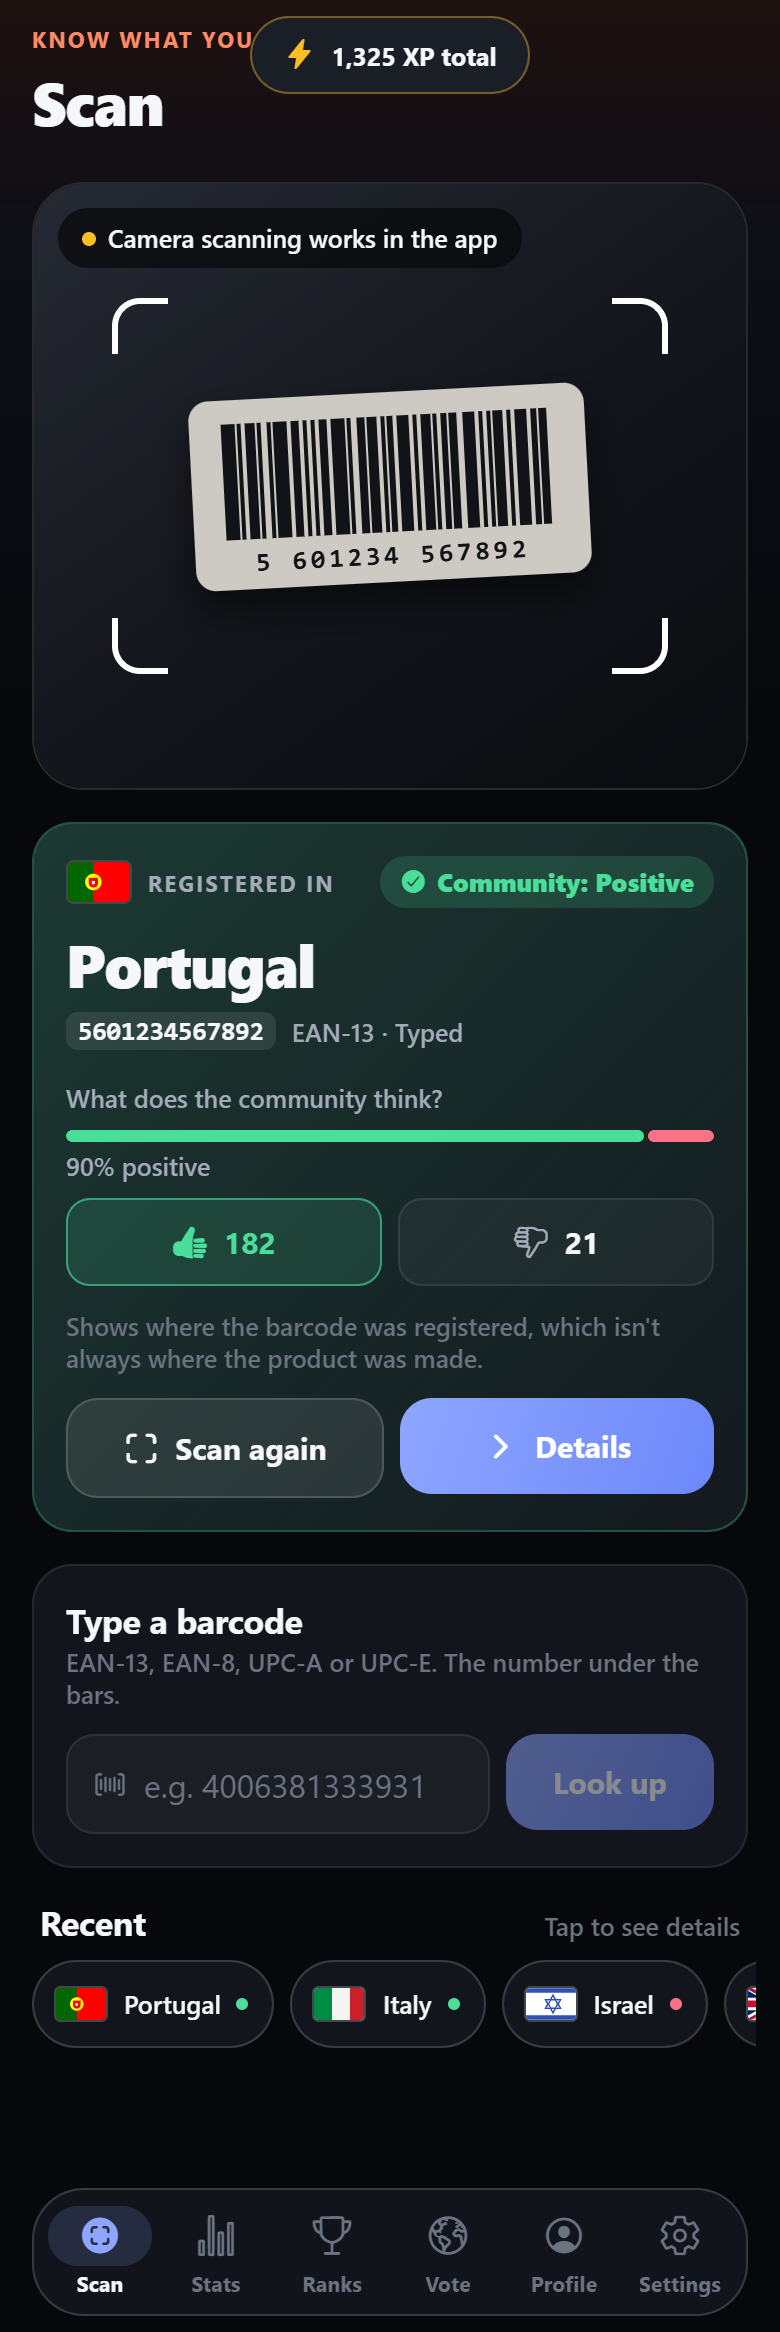 KNOW WHAT YOU
1,325 XP total
Scan
Camera scanning works in the app
5 601234 567892
REGISTERED IN
Community: Positive
Portugal
5601234567892 EAN-13 · Typed
What does the community think?
90% positive
182
21
Shows where the barcode was registered, which isn't
always where the product was made.
Scan again
Details
Type a barcode
EAN-13, EAN-8, UPC-A or UPC-E. The number under the
bars.
e.g. 4006381333931
Look up
Recent
Tap to see details
Portugal
Italy
Israel
Scan
Stats
Ranks
Vote
Profile
Settings